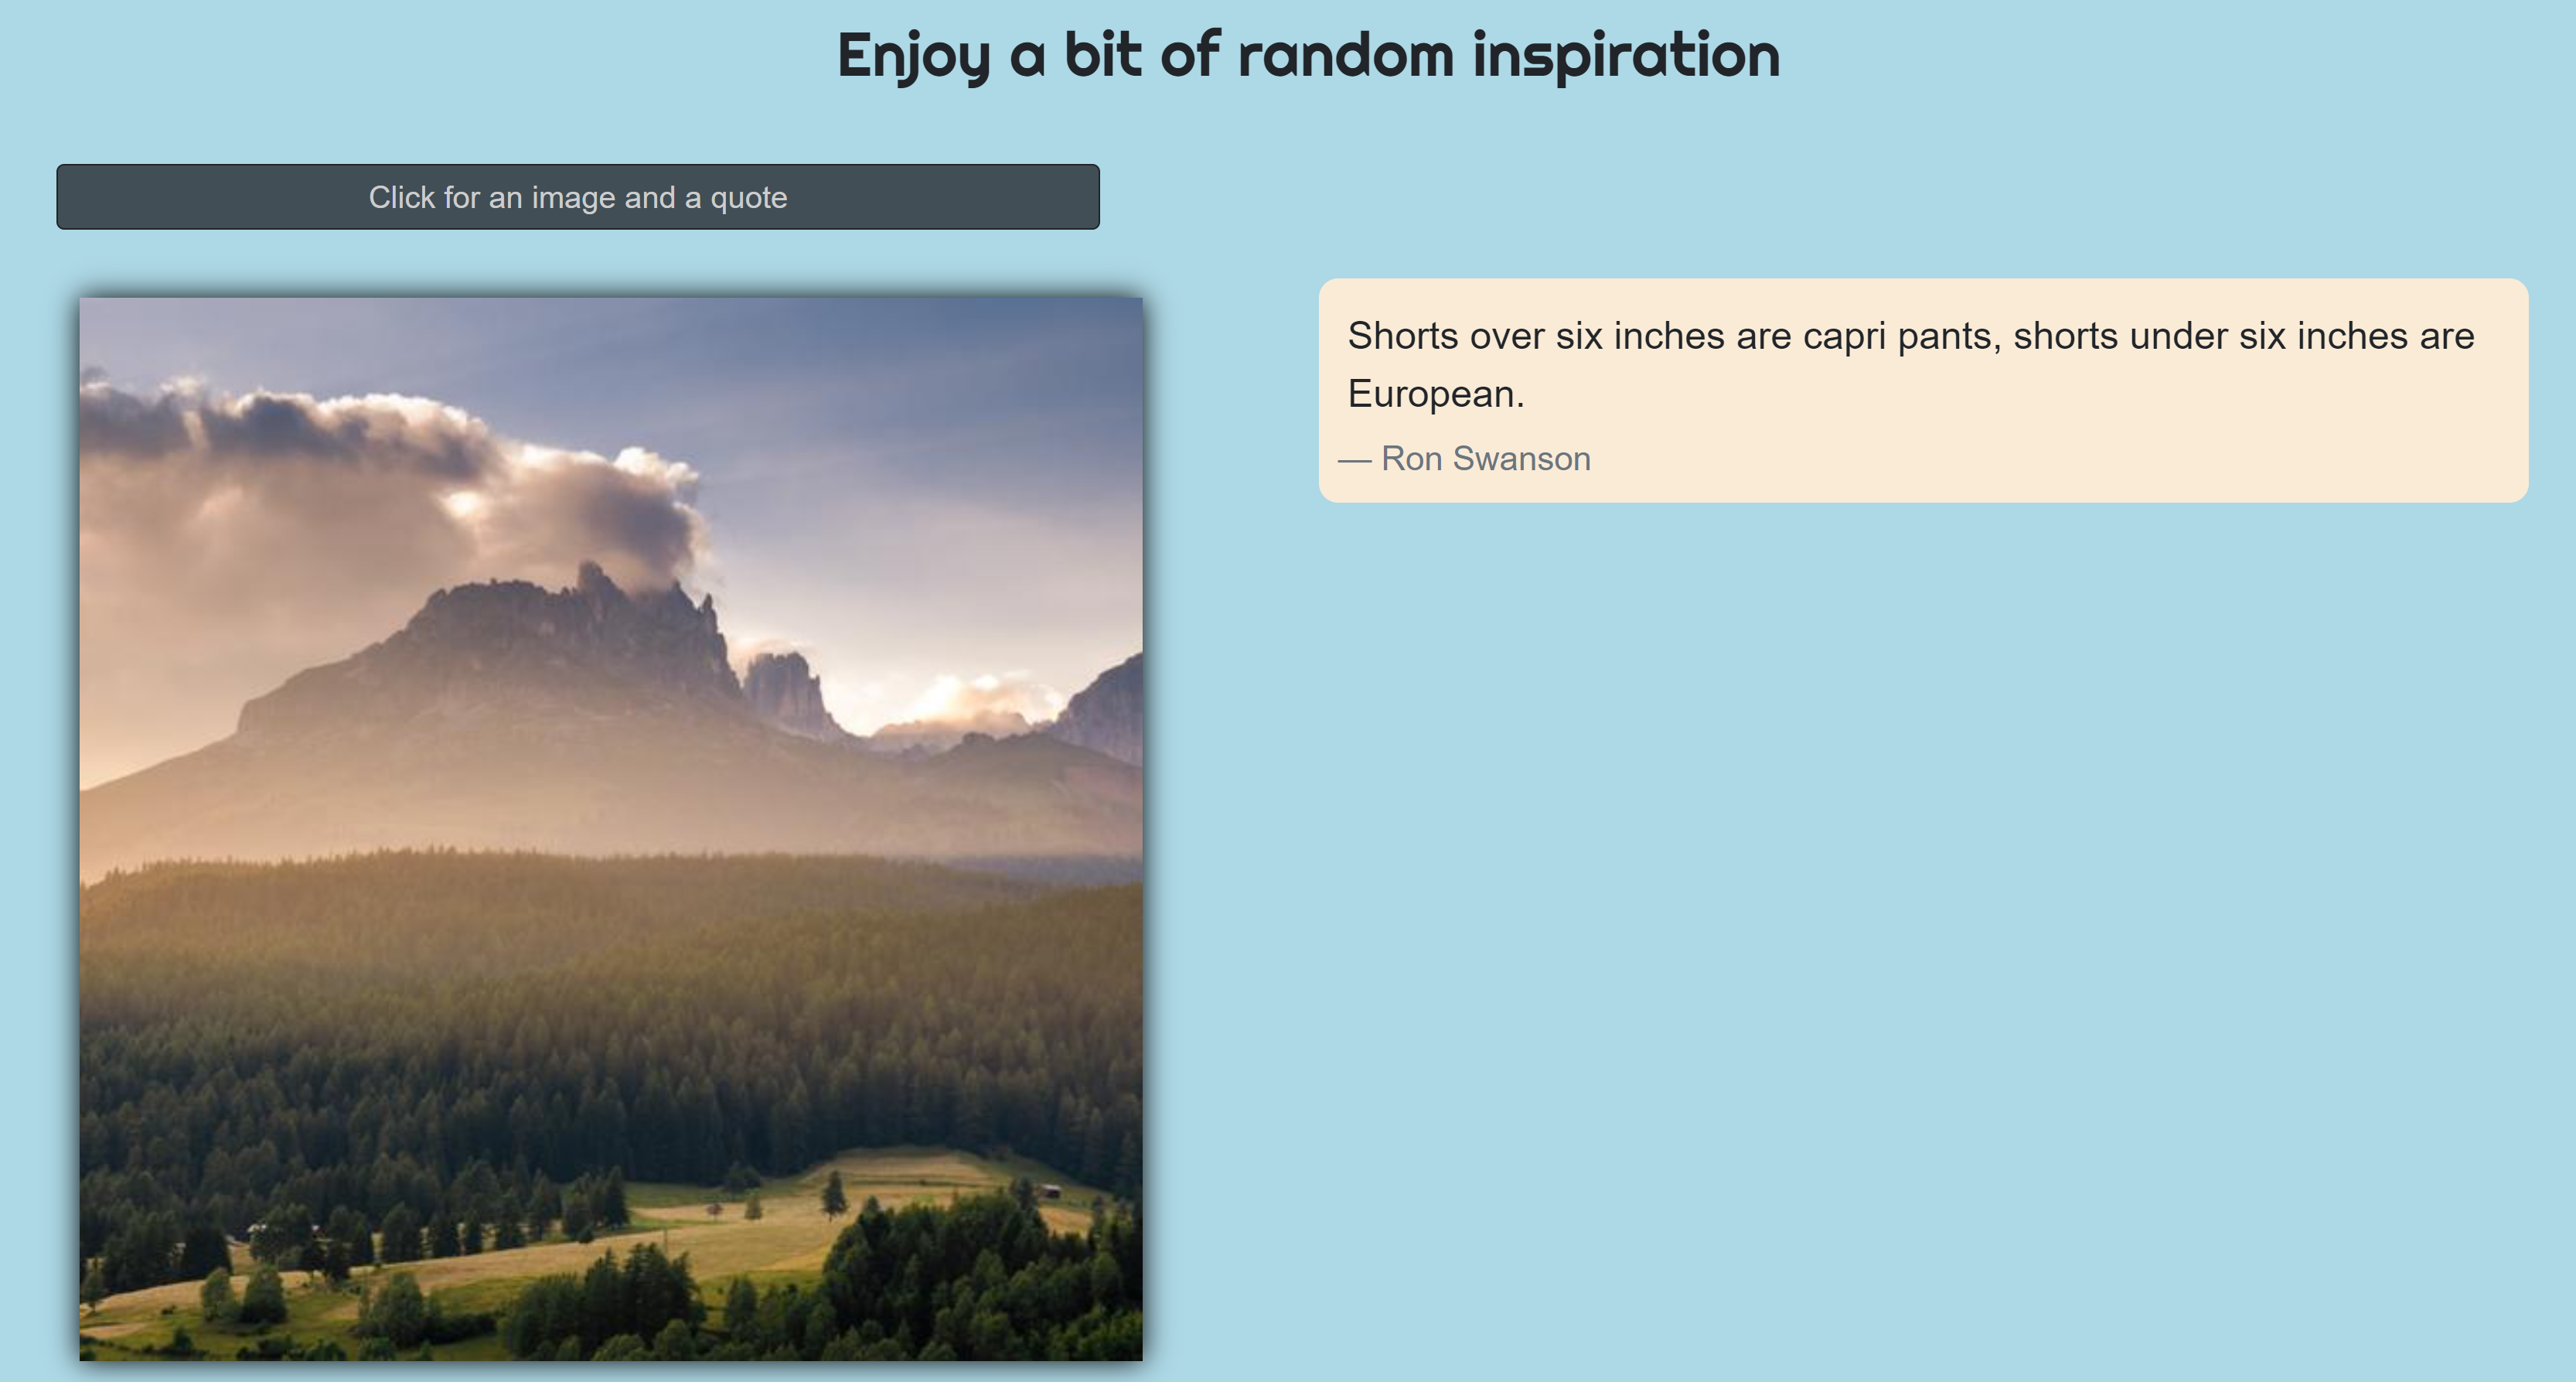 Enjoy a bit of random inspiration
Click for an image and a quote
Shorts over six inches are capri pants, shorts under six inches are
European.
— Ron Swanson